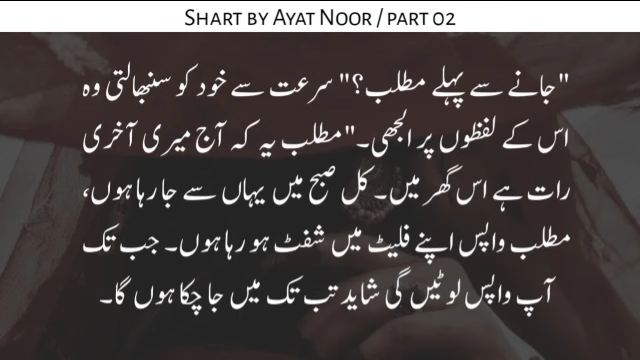 SHART BY AYAT NOOR / PART 02
"جانے سے پہلے مطلب؟" سرعت سے خود کو سنبھالتی وہ
اس کے لفظوں پر الجھی۔ "مطلب یہ کہ آج میری آخری
رات ہے اس گھر میں۔ کل صبح میں یہاں سے جا رہا ہوں،
مطلب واپس اپنے فلیٹ میں شفٹ ہو رہا ہوں۔ جب تک
آپ واپس لوٹیں گی شاید تب تک میں جا چکا ہوں گا۔